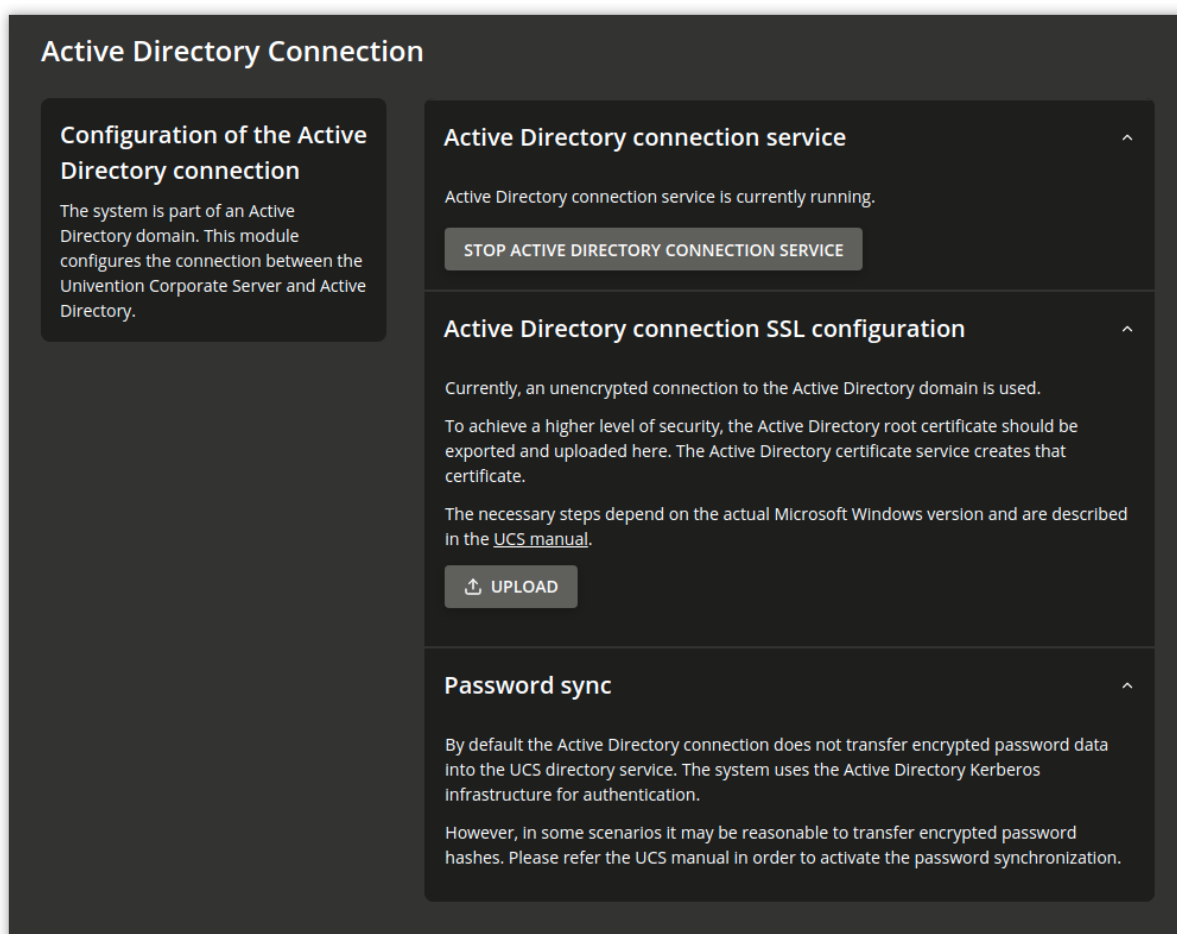 Active Directory Connection
Configuration of the Active
Directory connection
The system is part of an Active
Directory domain. This module
configures the connection between the
Univention Corporate Server and Active
Directory.
Active Directory connection service
Active Directory connection service is currently running.
STOP ACTIVE DIRECTORY CONNECTION SERVICE
Active Directory connection SSL configuration
Currently, an unencrypted connection to the Active Directory domain is used.
To achieve a higher level of security, the Active Directory root certificate should be
exported and uploaded here. The Active Directory certificate service creates that
certificate.
The necessary steps depend on the actual Microsoft Windows version and are described
in the UCS manual.
UPLOAD
Password sync
By default the Active Directory connection does not transfer encrypted password data
into the UCS directory service. The system uses the Active Directory Kerberos
infrastructure for authentication.
However, in some scenarios it may be reasonable to transfer encrypted password
hashes. Please refer the UCS manual in order to activate the password synchronization.